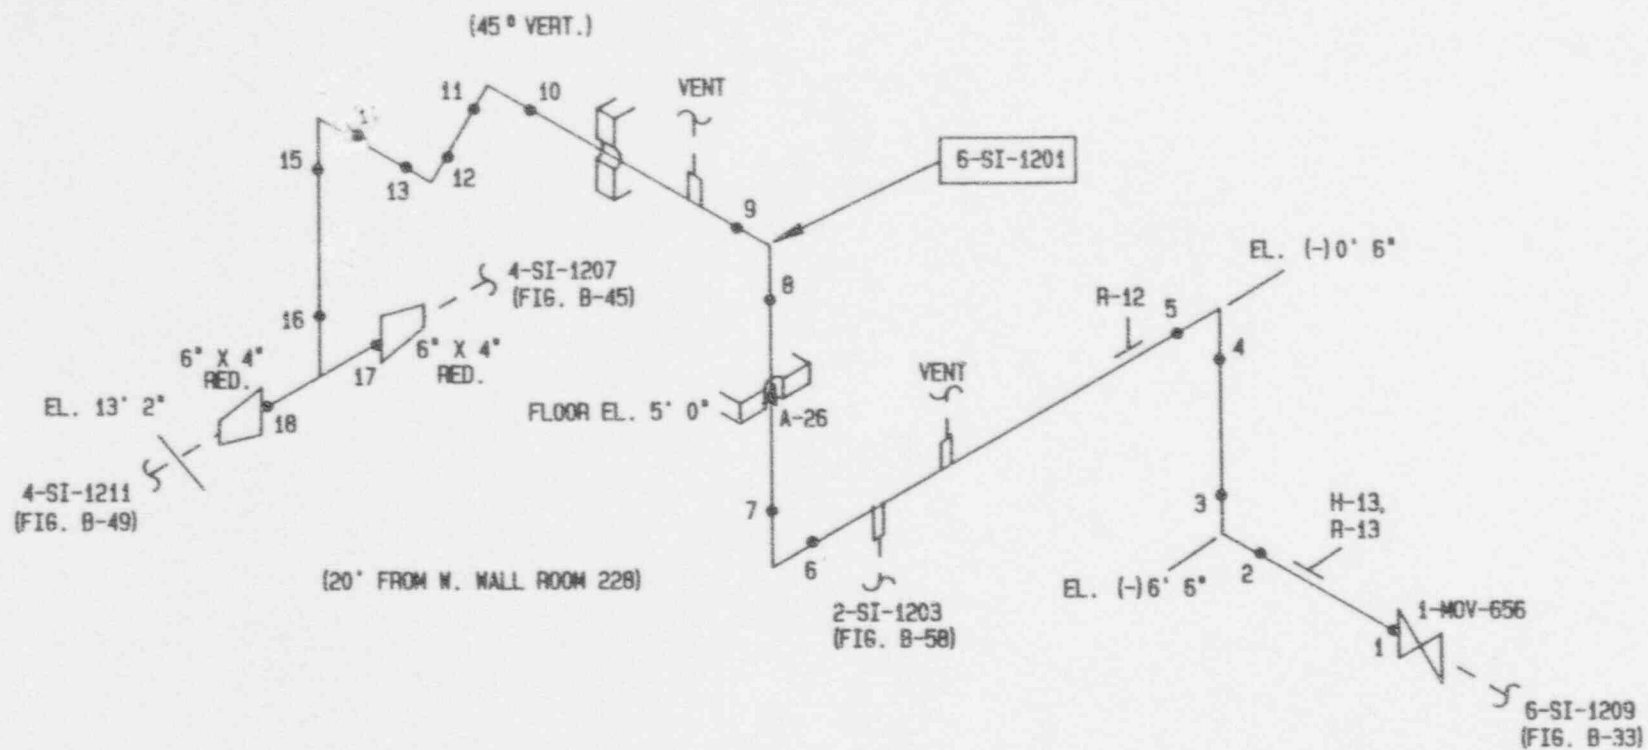 (45° VERT.)
11
10
VENT
15
13
12
9
6-SI-1201
4-SI-1207
(FIG. B-45)
EL. (-)0' 6"
8
R-12
5
16
6" X 4"
RED.
17
6" X 4"
RED.
4
VENT
EL. 13' 2"
18
FLOOR EL. 5' 0"
A-26
4-SI-1211
(FIG. B-49)
7
3
H-13,
R-13
6
2
(20' FROM W. WALL ROOM 228)
EL. (-)6' 6"
2-SI-1203
(FIG. B-58)
1-MOV-656
1
6-SI-1209
(FIG. B-33)